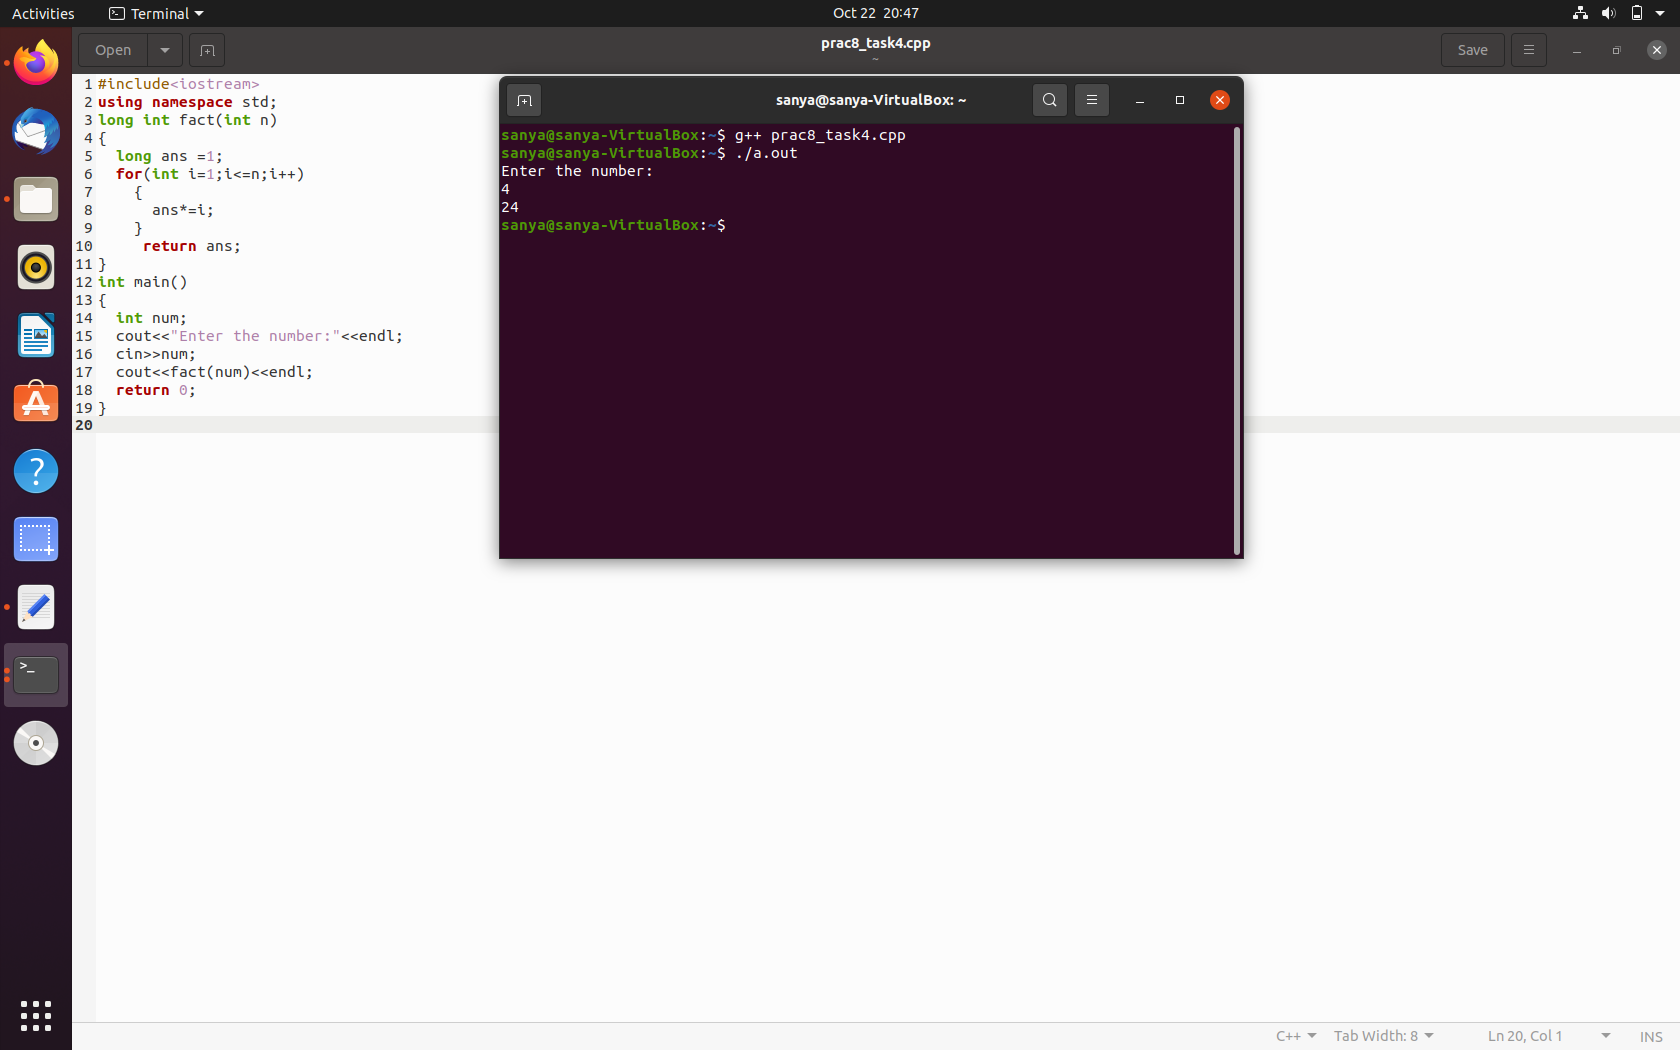 Activities Terminal Oct 22 20:47
Open prac8_task4.cpp Save
~
1 #include<iostream>
2 using namespace std;
3 long int fact(int n)
4 {
5   long ans =1;
6   for(int i=1;i<=n;i++)
7     {
8       ans*=i;
9     }
10      return ans;
11 }
12 int main()
13 {
14   int num;
15   cout<<"Enter the number:"<<endl;
16   cin>>num;
17   cout<<fact(num)<<endl;
18   return 0;
19 }
20
sanya@sanya-VirtualBox: ~
sanya@sanya-VirtualBox:~$ g++ prac8_task4.cpp
sanya@sanya-VirtualBox:~$ ./a.out
Enter the number:
4
24
sanya@sanya-VirtualBox:~$
C++ Tab Width: 8 Ln 20, Col 1 INS